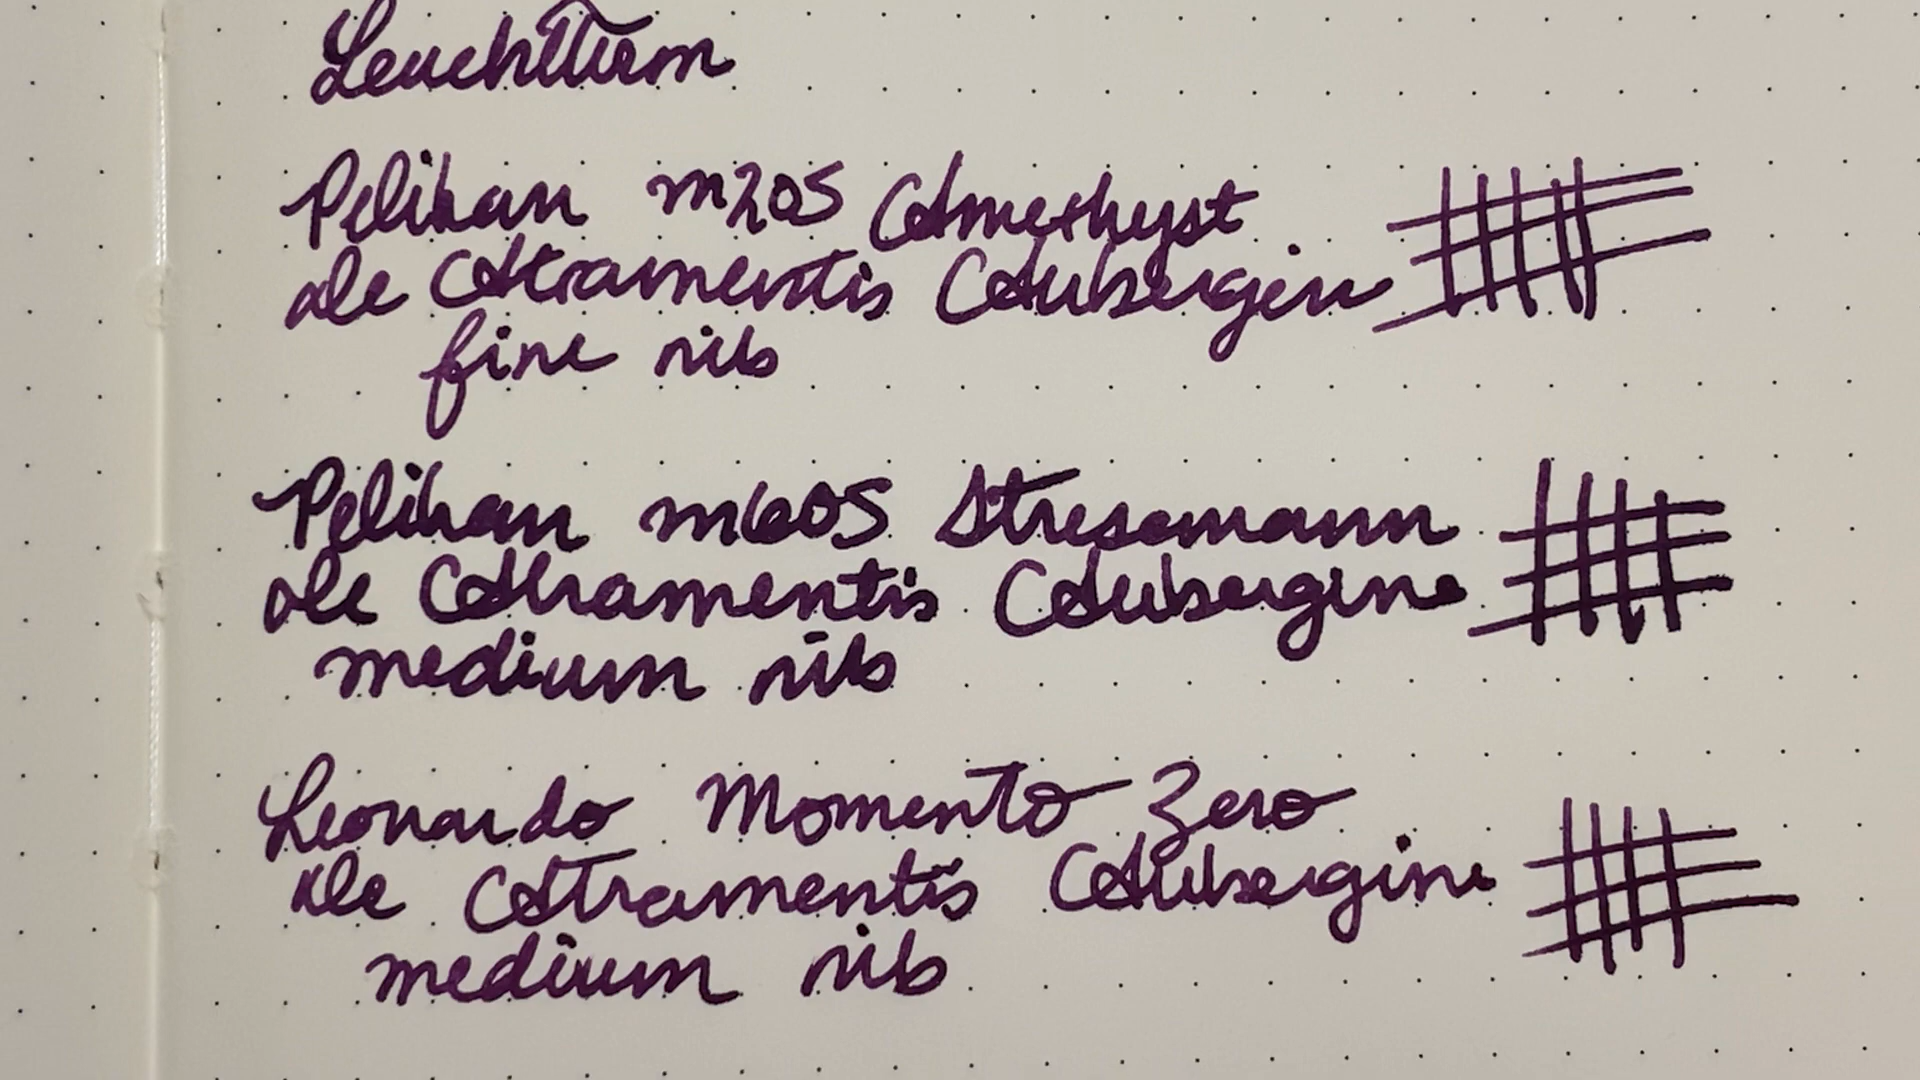 Leuchtturm
Pelikan m205 Amethyst
De Atramentis Aubergine
fine nib
Pelikan m605 Stresemann
De Atramentis Aubergine
medium nib
Leonardo Momento Zero
De Atramentis Aubergine
medium nib